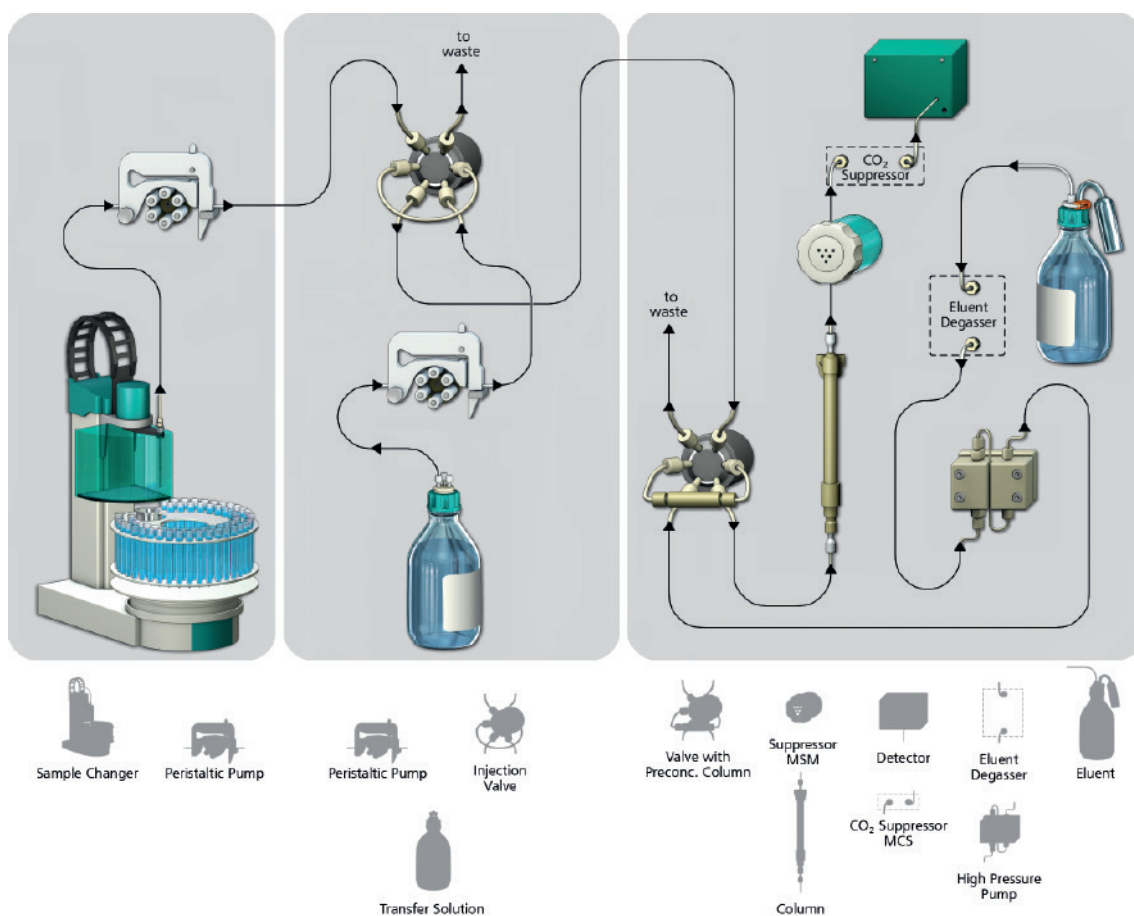 to
waste
CO₂
Suppressor
Eluent
Degasser
to
waste
Sample Changer
Peristaltic Pump
Peristaltic Pump
Injection
Valve
Transfer Solution
Valve with
Preconc. Column
Suppressor
MSM
Column
Detector
CO₂ Suppressor
MCS
Eluent
Degasser
High Pressure
Pump
Eluent